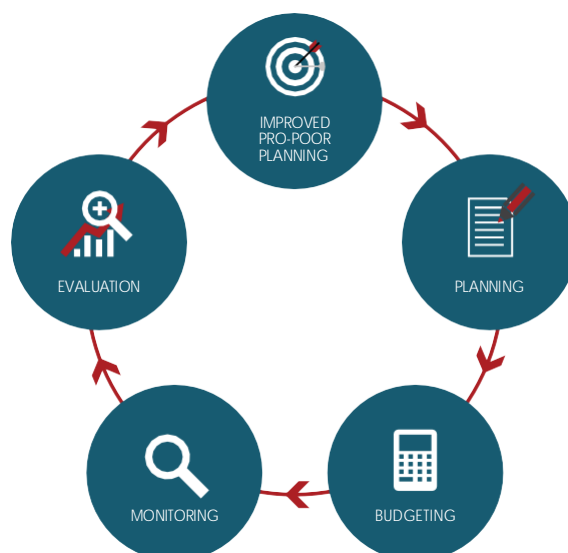 IMPROVED
PRO-POOR
PLANNING
PLANNING
BUDGETING
MONITORING
EVALUATION